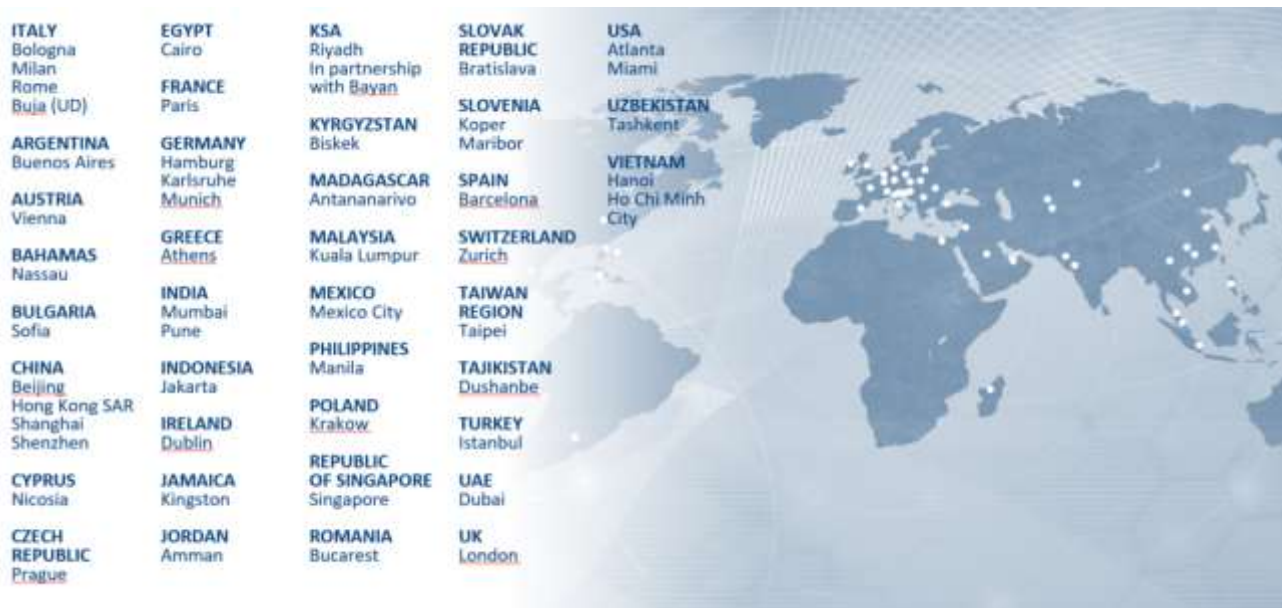 ITALY
Bologna
Milan
Rome
Buja (UD)
ARGENTINA
Buenos Aires
AUSTRIA
Vienna
BAHAMAS
Nassau
BULGARIA
Sofia
CHINA
Beijing
Hong Kong SAR
Shanghai
Shenzhen
CYPRUS
Nicosia
CZECH
REPUBLIC
Prague
EGYPT
Cairo
FRANCE
Paris
GERMANY
Hamburg
Karlsruhe
Munich
GREECE
Athens
INDIA
Mumbai
Pune
INDONESIA
Jakarta
IRELAND
Dublin
JAMAICA
Kingston
JORDAN
Amman
KSA
Riyadh
In partnership
with Bayan
KYRGYZSTAN
Biskek
MADAGASCAR
Antananarivo
MALAYSIA
Kuala Lumpur
MEXICO
Mexico City
PHILIPPINES
Manila
POLAND
Krakow
REPUBLIC
OF SINGAPORE
Singapore
ROMANIA
Bucarest
SLOVAK
REPUBLIC
Bratislava
SLOVENIA
Koper
Maribor
SPAIN
Barcelona
SWITZERLAND
Zurich
TAIWAN
REGION
Taipei
TAJIKISTAN
Dushanbe
TURKEY
Istanbul
UAE
Dubai
UK
London
USA
Atlanta
Miami
UZBEKISTAN
Tashkent
VIETNAM
Hanoi
Ho Chi Minh
City